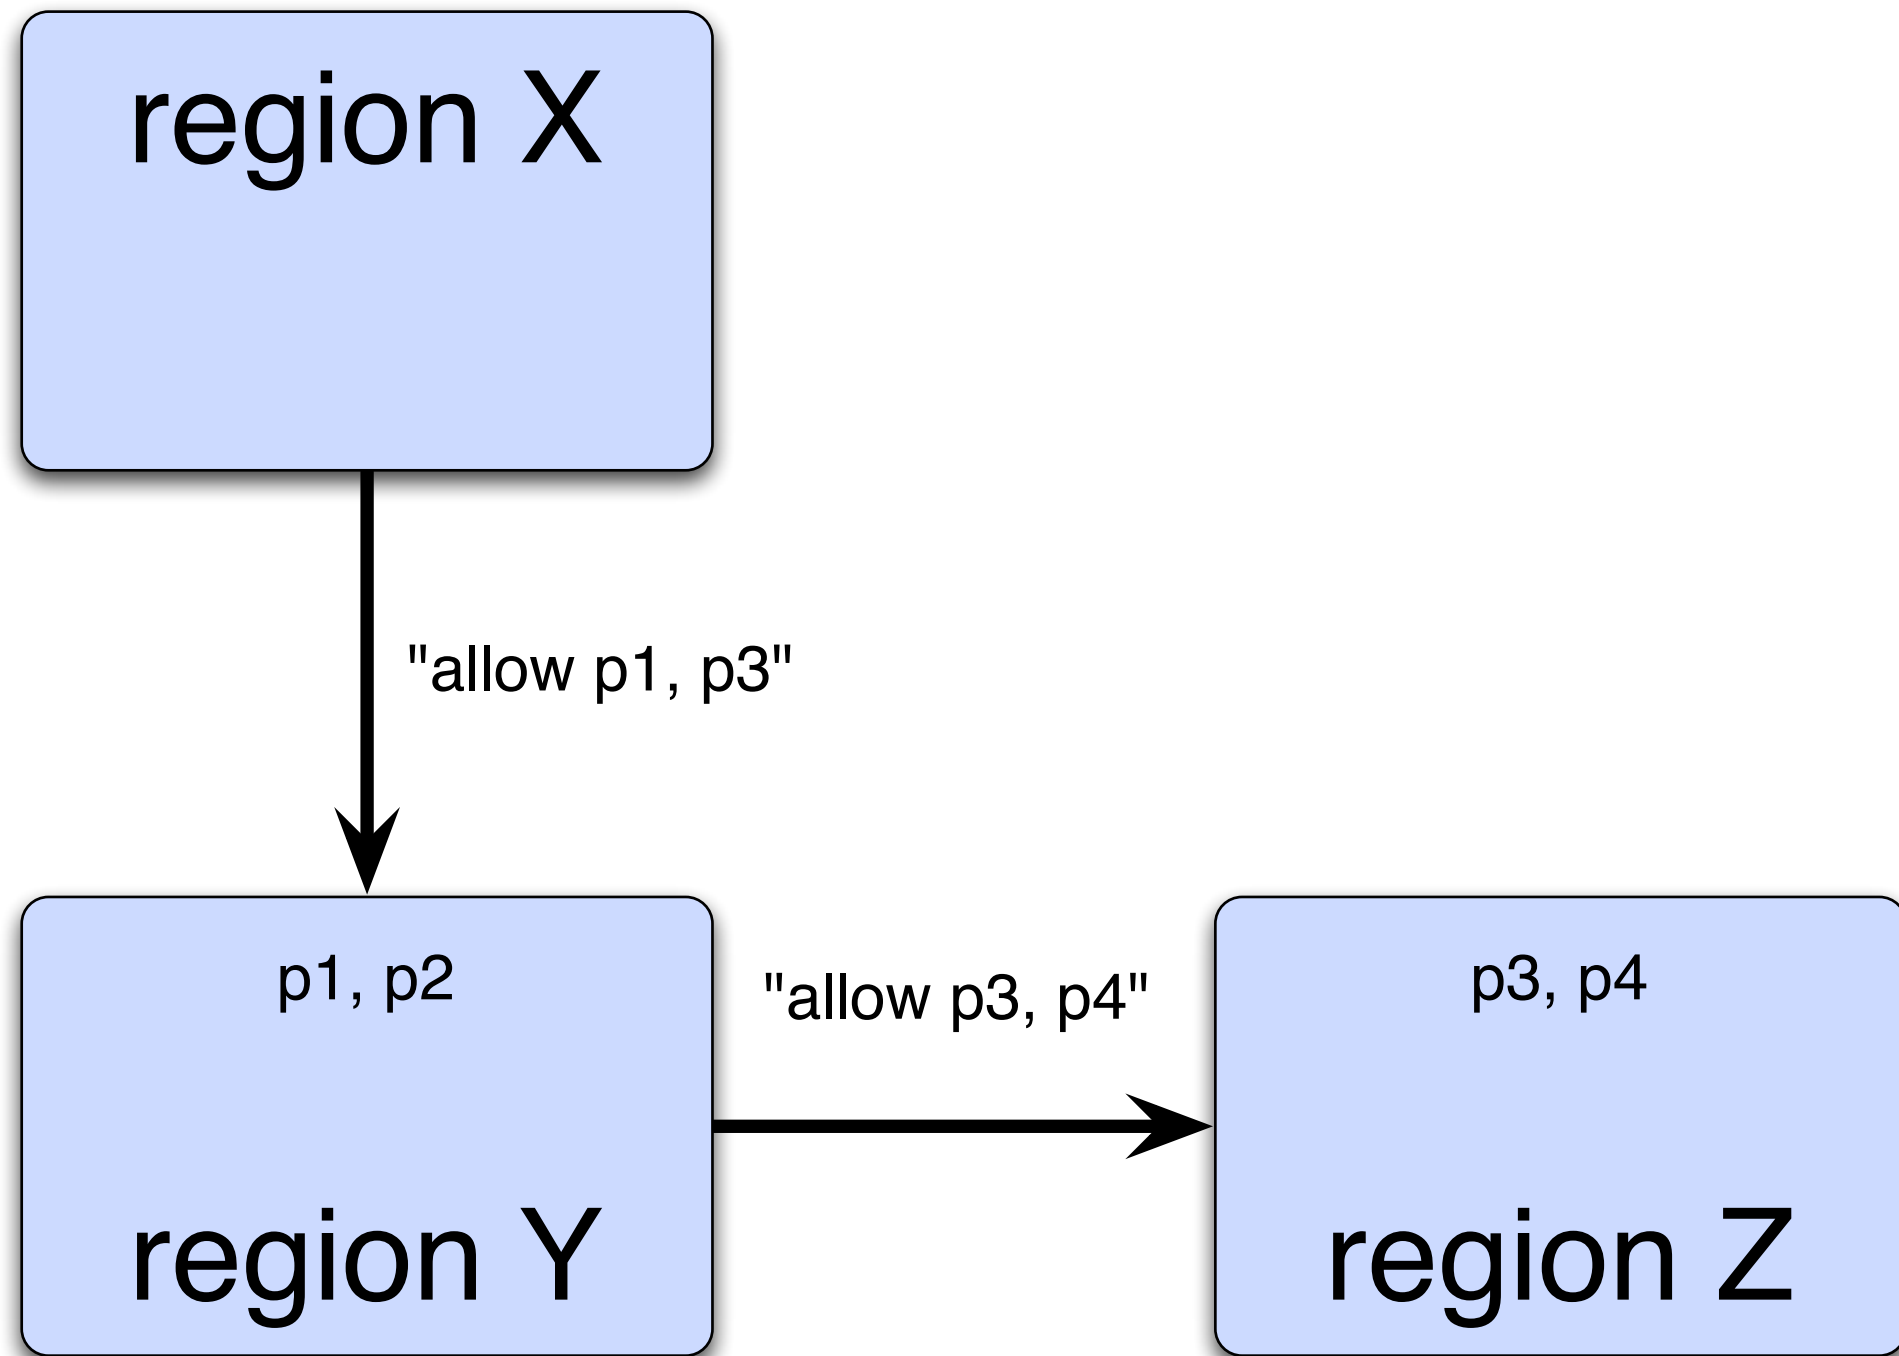 region X
"allow p1, p3"
p1, p2
"allow p3, p4"
p3, p4
region Y
region Z